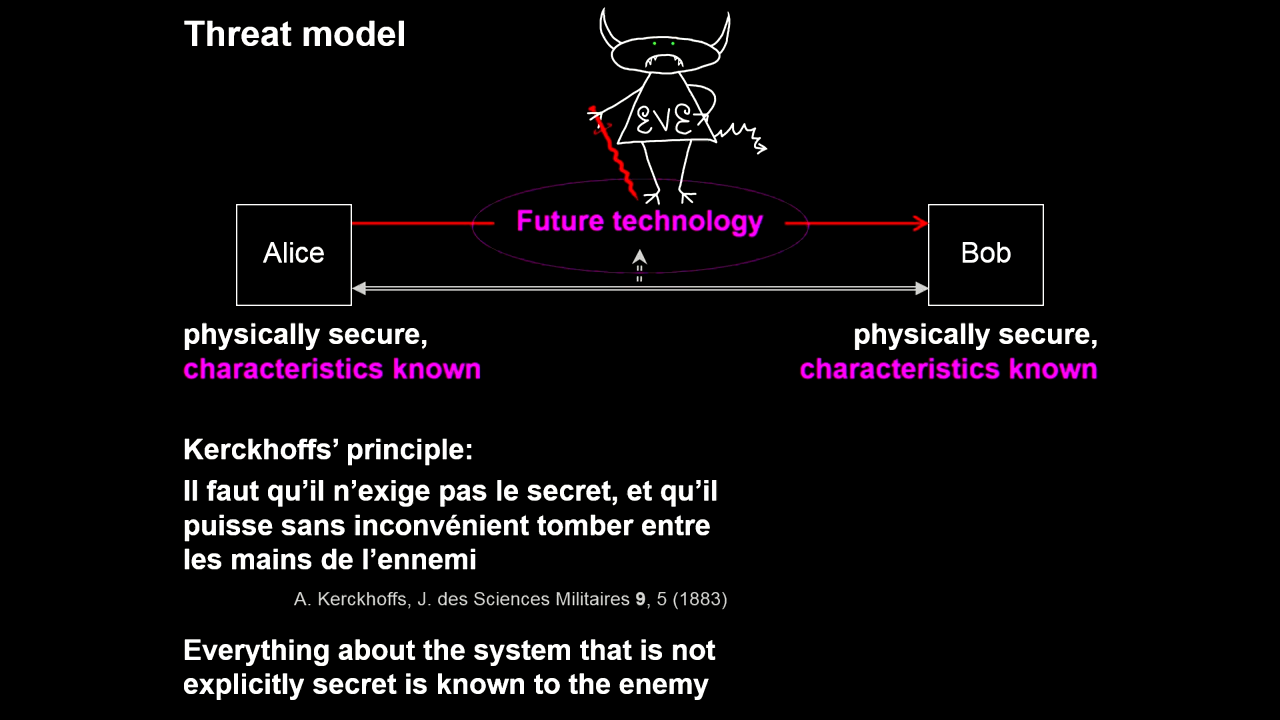 Threat model
EVE
Future technology
Alice
Bob
physically secure,
characteristics known
physically secure,
characteristics known
Kerckhoffs’ principle:
Il faut qu’il n’exige pas le secret, et qu’il
puisse sans inconvénient tomber entre
les mains de l’ennemi
A. Kerckhoffs, J. des Sciences Militaires 9, 5 (1883)
Everything about the system that is not
explicitly secret is known to the enemy